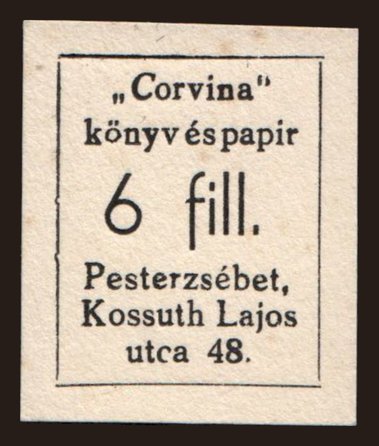 „Corvina"
könyv és papir
6 fill.
Pesterzsébet,
Kossuth Lajos
utca 48.